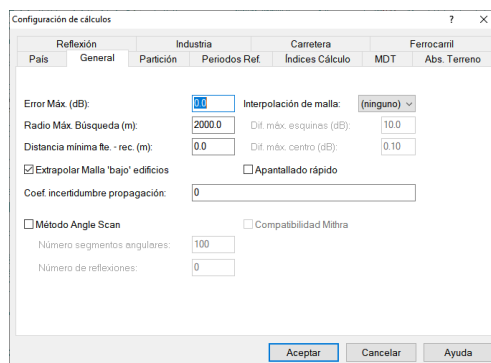 Configuración de cálculos
? ×
Reflexión Industria Carretera Ferrocarril
País General Partición Periodos Ref. Índices Cálculo MDT Abs. Terreno
Error Máx. (dB): 0.0 Interpolación de malla: (ninguno)
Radio Máx. Búsqueda (m): 2000.0 Dif. máx. esquinas (dB): 10.0
Distancia mínima fte. - rec. (m): 0.0 Dif. máx. centro (dB): 0.10
Extrapolar Malla 'bajo' edificios Apantallado rápido
Coef. incertidumbre propagación: 0
Método Angle Scan Compatibilidad Mithra
Número segmentos angulares: 100
Número de reflexiones: 0
Aceptar Cancelar Ayuda